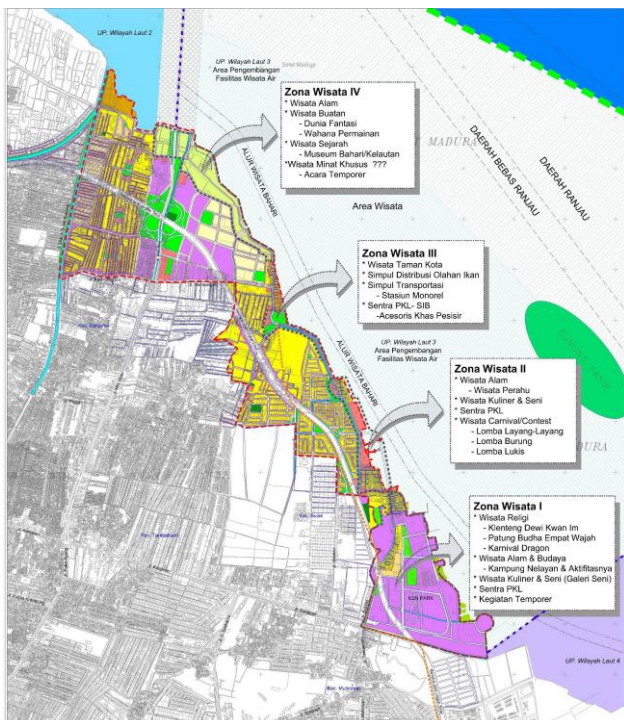 UP. Wilayah Laut 2
UP. Wilayah Laut 3
Area Pengembangan
Fasilitas Wisata Air
Zona Wisata IV
* Wisata Alam
* Wisata Buatan
- Dunia Fantasi
- Wahana Permainan
* Wisata Sejarah
- Museum Bahari/Kelautan
*Wisata Minat Khusus ???
- Acara Temporer
MADURA
DAERAH BEBAS RANJAU
DAERAH RANJAU
ALUR WISATA BAHARI
Area Wisata
Zona Wisata III
* Wisata Taman Kota
* Simpul Distribusi Olahan Ikan
* Simpul Transportasi
- Stasiun Monorel
* Sentra PKL- SIB
-Acesoris Khas Pesisir
UP. Wilayah Laut 3
Area Pengembangan
Fasilitas Wisata Air
ALUR WISATA BAHARI
Zona Wisata II
* Wisata Alam
- Wisata Perahu
* Wisata Kuliner & Seni
* Sentra PKL
* Wisata Carnival/Contest
- Lomba Layang-Layang
- Lomba Burung
- Lomba Lukis
Zona Wisata I
* Wisata Religi
- Klenteng Dewi Kwan Im
- Patung Budha Empat Wajah
- Karnival Dragon
* Wisata Alam & Budaya
- Kampung Nelayan & Aktifitasnya
* Wisata Kuliner & Seni (Galeri Seni)
* Sentra PKL
* Kegiatan Temporer
UP. Wilayah Laut 4